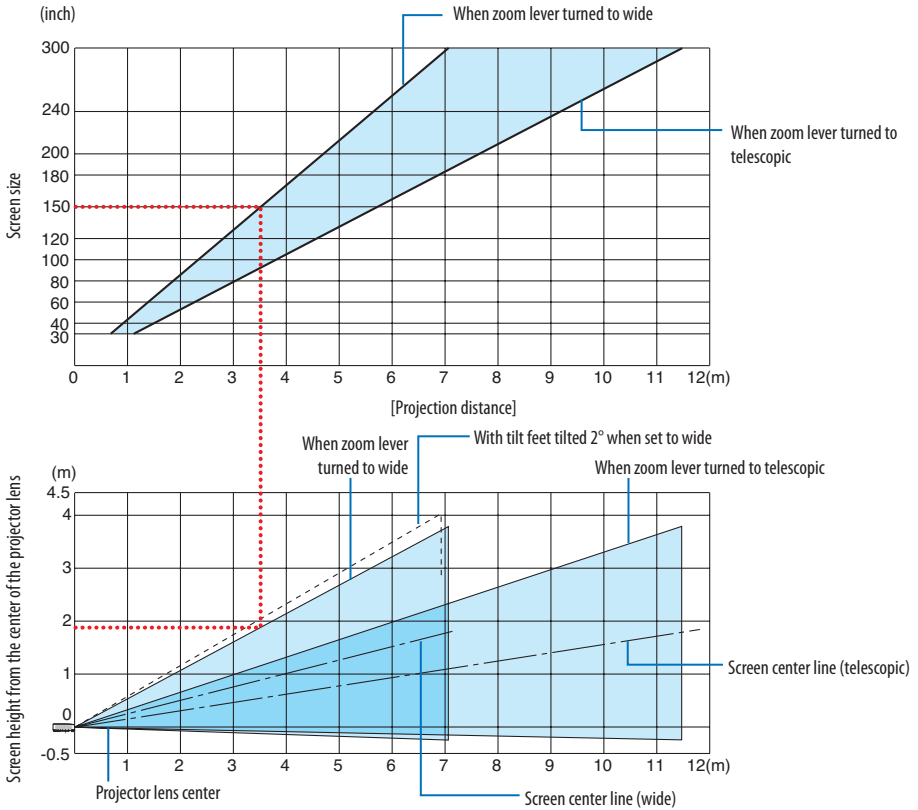 (inch)
When zoom lever turned to wide
300
240
200
180
150
120
100
80
60
40
30
Screen size
When zoom lever turned to
telescopic
0 1 2 3 4 5 6 7 8 9 10 11 12(m)
[Projection distance]
When zoom lever
turned to wide
With tilt feet tilted 2° when set to wide
When zoom lever turned to telescopic
(m)
4.5
4
3
2
1
0
-0.5
Screen height from the center of the projector lens
Screen center line (telescopic)
1 2 3 4 5 6 7 8 9 10 11 12(m)
Projector lens center
Screen center line (wide)